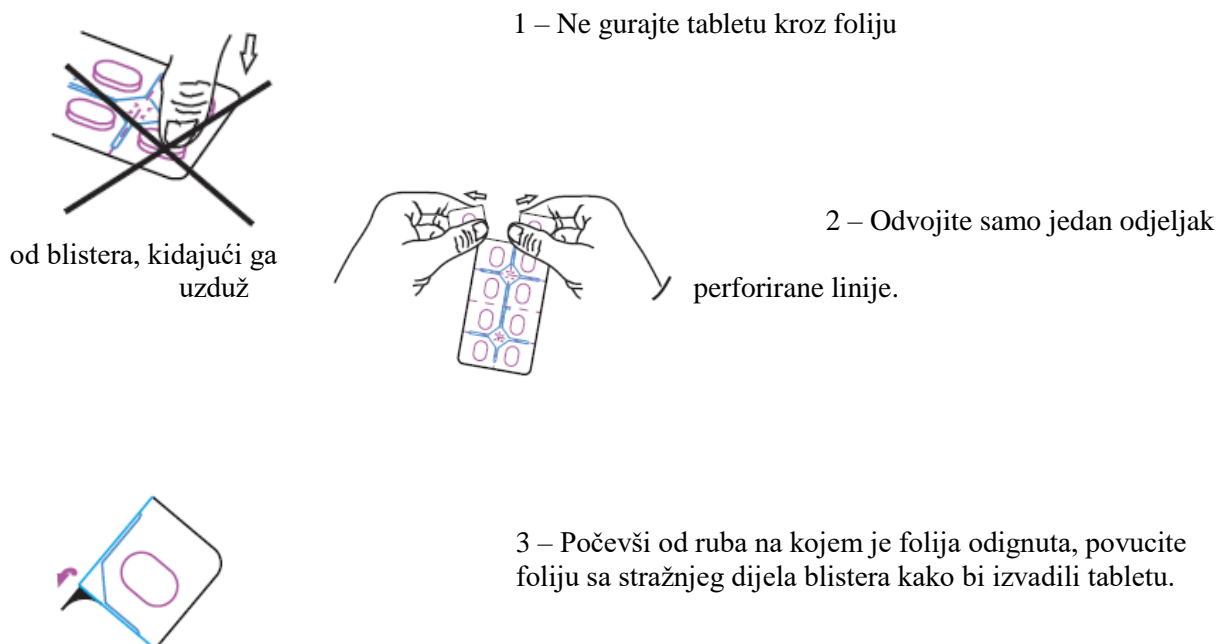 1 – Ne gurajte tabletu kroz foliju
2 – Odvojite samo jedan odjeljak
od blistera, kidajući ga
uzduž
perforirane linije.
3 – Počevši od ruba na kojem je folija odignuta, povucite
foliju sa stražnjeg dijela blistera kako bi izvadili tabletu.